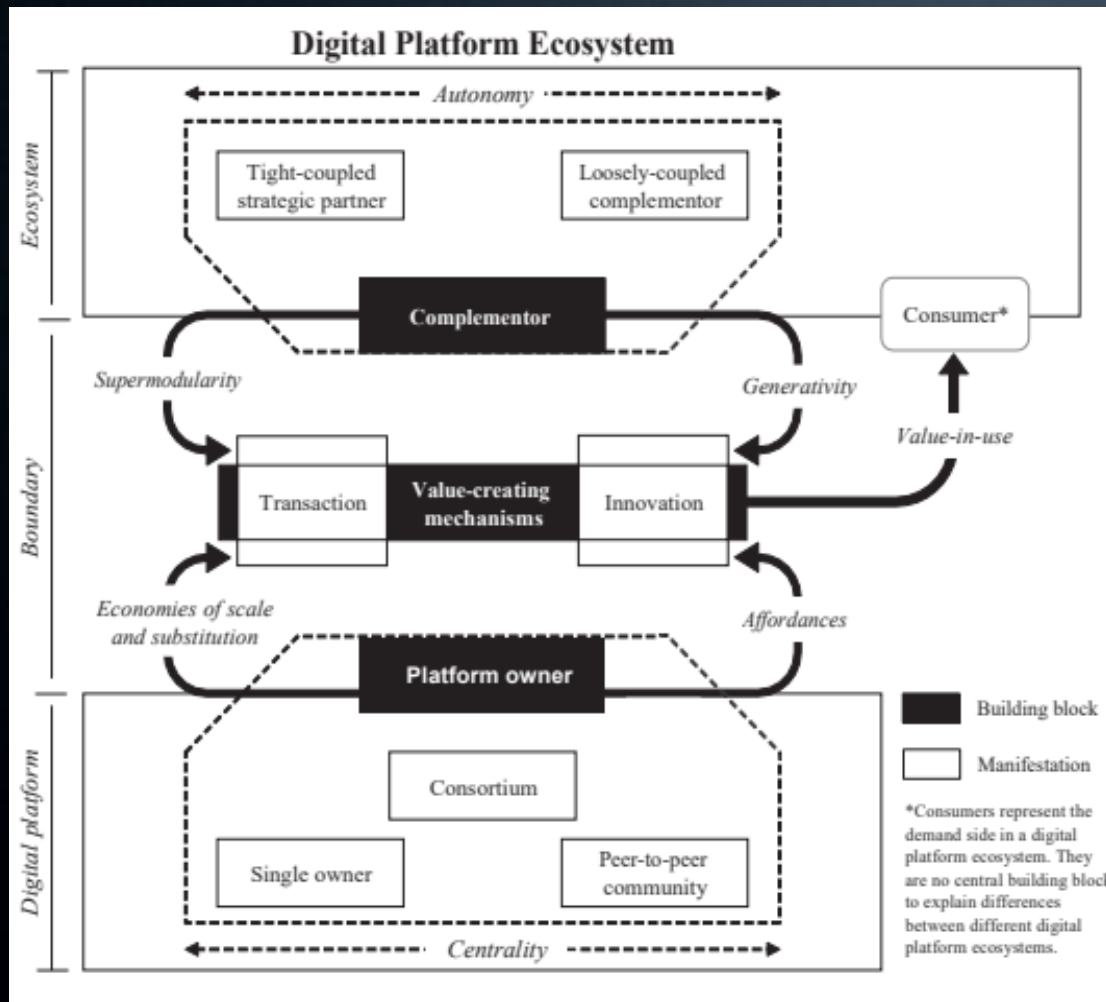 Digital Platform Ecosystem
Ecosystem
Autonomy
Tight-coupled
strategic partner
Loosely-coupled
complementor
Complementor
Consumer*
Boundary
Supermodularity
Generativity
Value-in-use
Transaction
Value-creating
mechanisms
Innovation
Economies of scale
and substitution
Affordances
Platform owner
Digital platform
Consortium
Single owner
Peer-to-peer
community
Centrality
Building block
Manifestation
*Consumers represent the
demand side in a digital
platform ecosystem. They
are no central building block
to explain differences
between different digital
platform ecosystems.